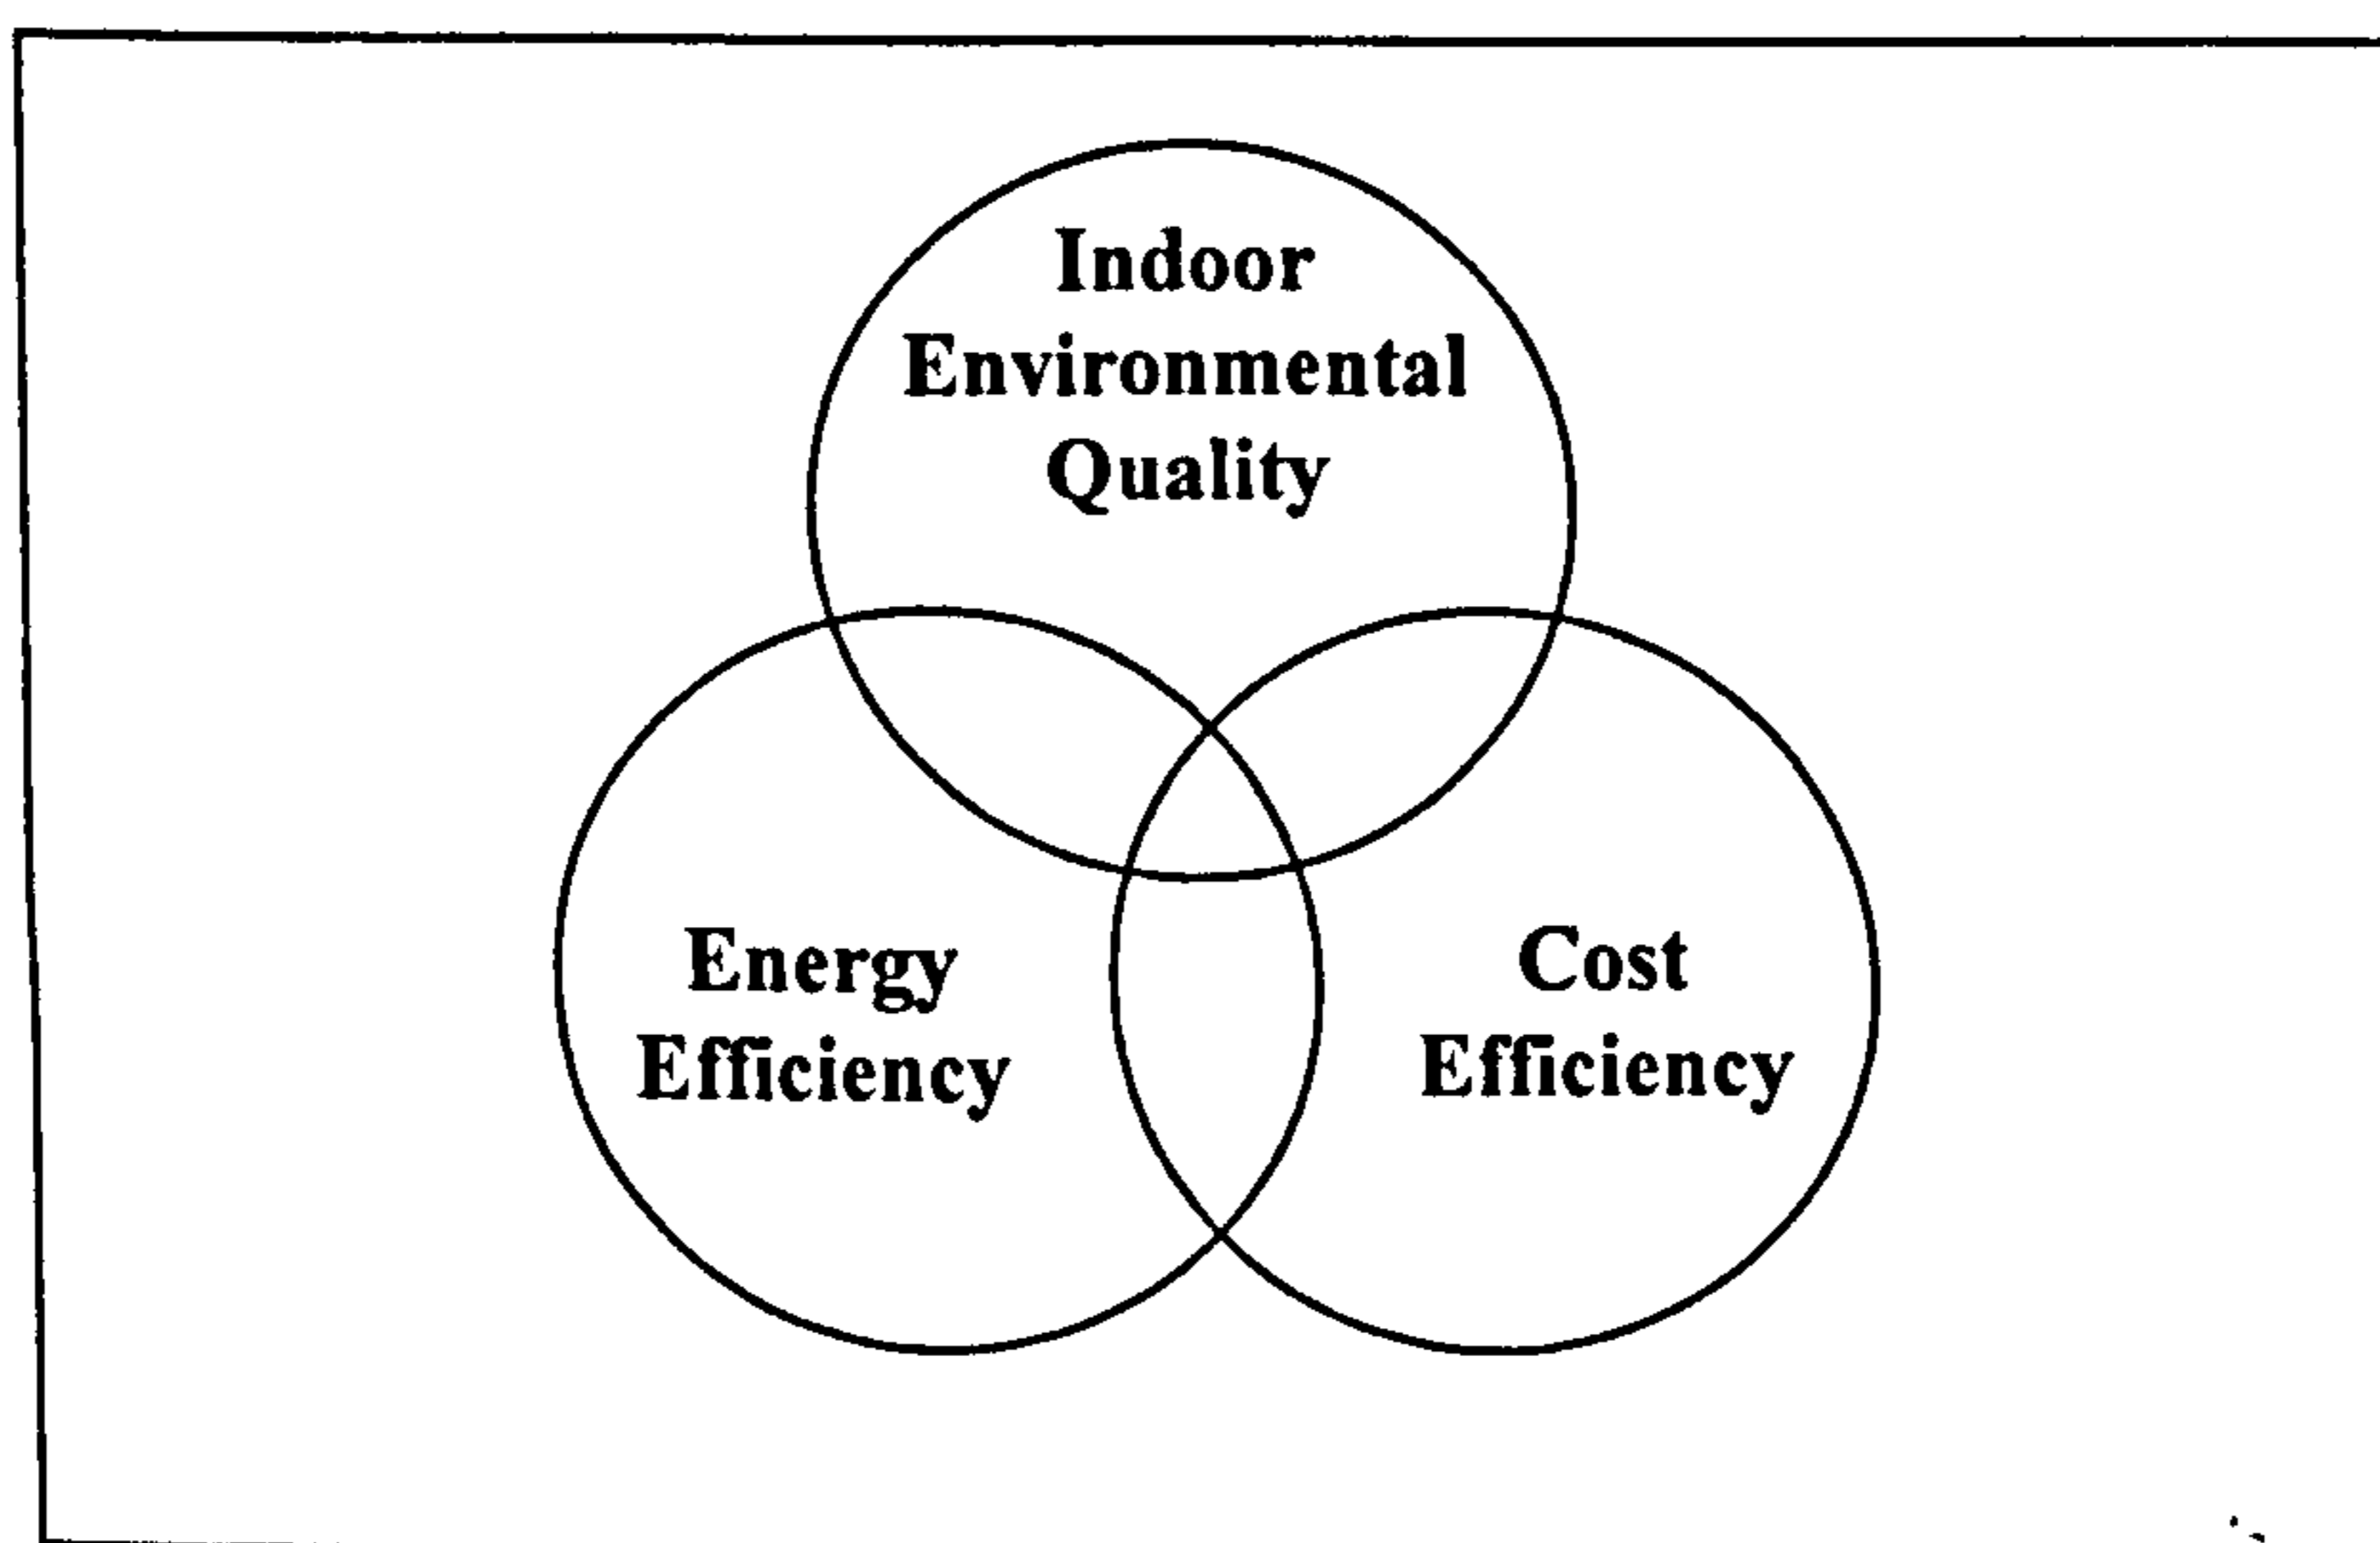 Indoor
Environmental
Quality
Energy
Efficiency
Cost
Efficiency